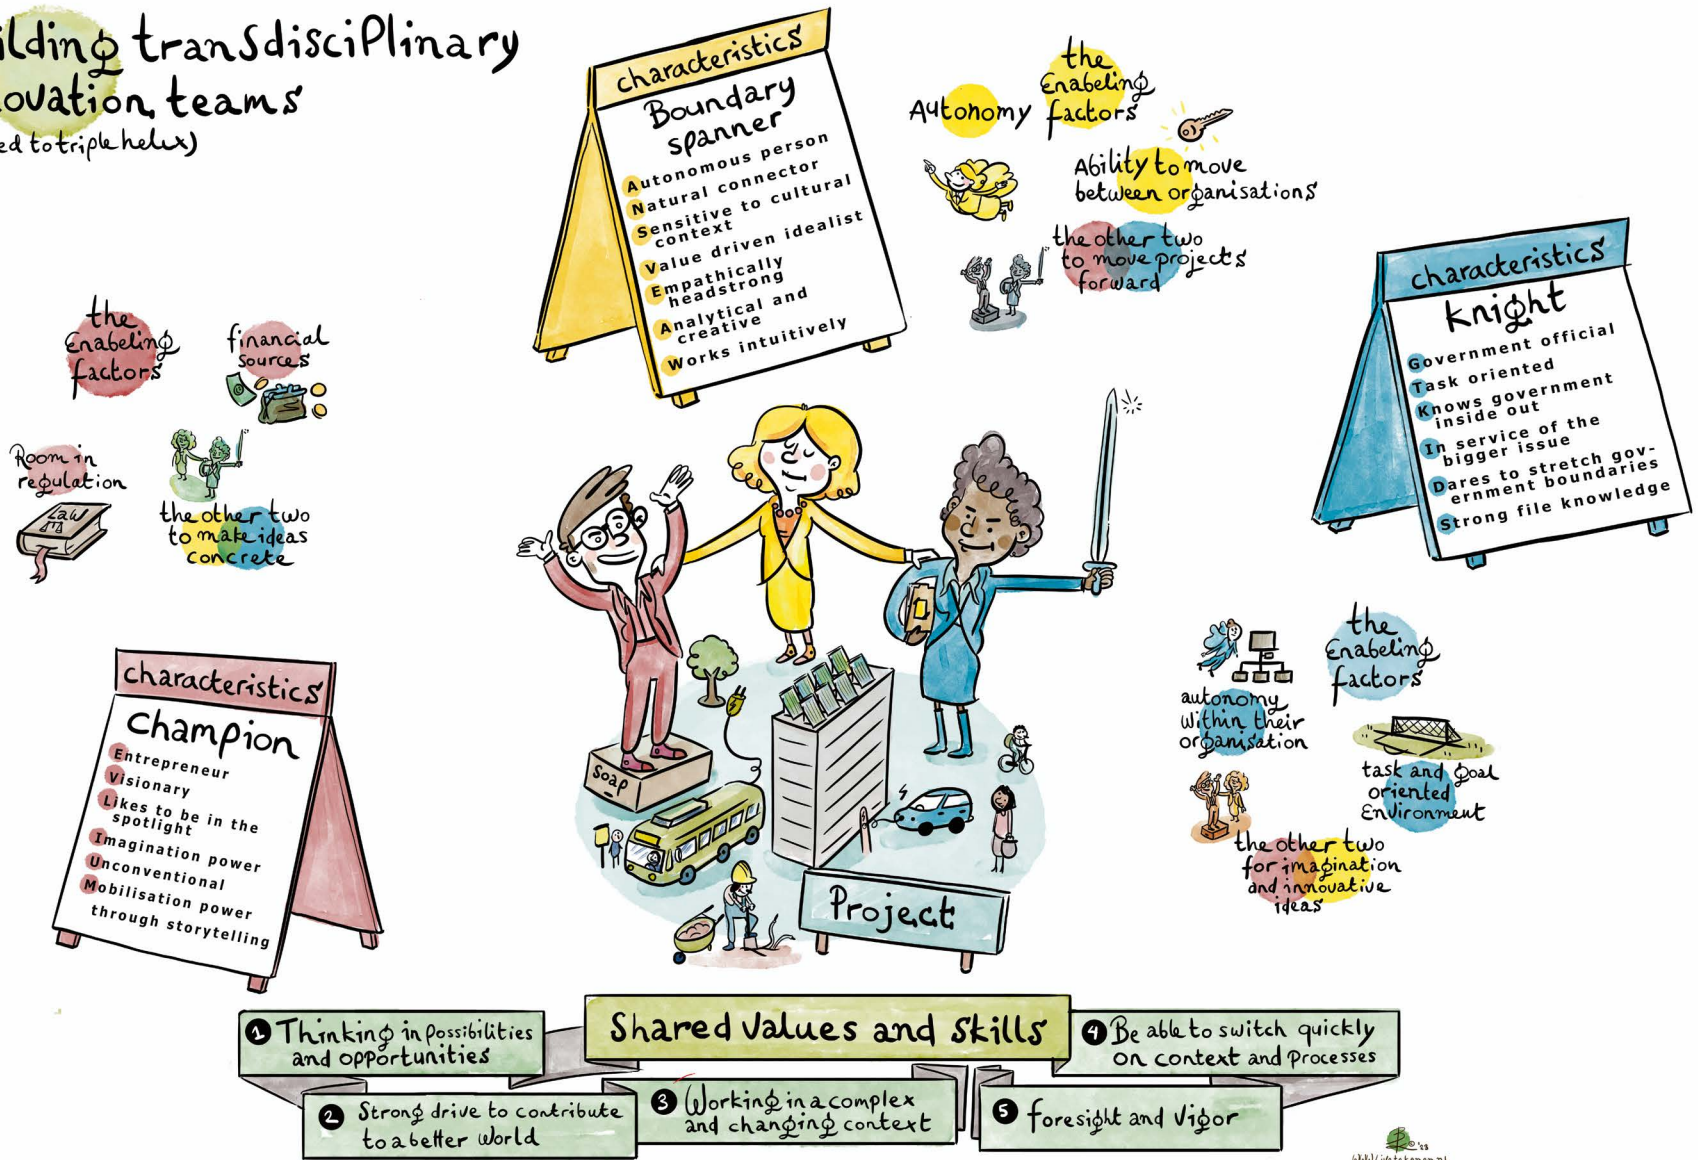 ilding transdisciplinary
ovation teams
ed to triple helix)
characteristics
Boundary
spanner
Autonomous person
Natural connector
Sensitive to cultural
context
Value driven idealist
Empathically
headstrong
Analytical and
creative
Works intuitively
Autonomy
the
Enabeling
factors
Ability to move
between organisations
the other two
to move projects
forward
characteristics
knight
Government official
Task oriented
Knows government
inside out
In service of the
bigger issue
Dares to stretch gov-
ernment boundaries
Strong file knowledge
the
Enabeling
factors
financial
sources
Room in
regulation
Law
the other two
to make ideas
concrete
characteristics
Champion
Entrepreneur
Visionary
Likes to be in the
spotlight
Imagination power
Unconventional
Mobilisation power
through storytelling
Soap
Project
the
Enabeling
factors
autonomy
within their
organisation
task and goal
oriented
Environment
the other two
for imagination
and innovative
ideas
Shared Values and Skills
1 Thinking in possibilities
and opportunities
2 Strong drive to contribute
to a better world
3 Working in a complex
and changing context
4 Be able to switch quickly
on context and processes
5 foresight and Vigor